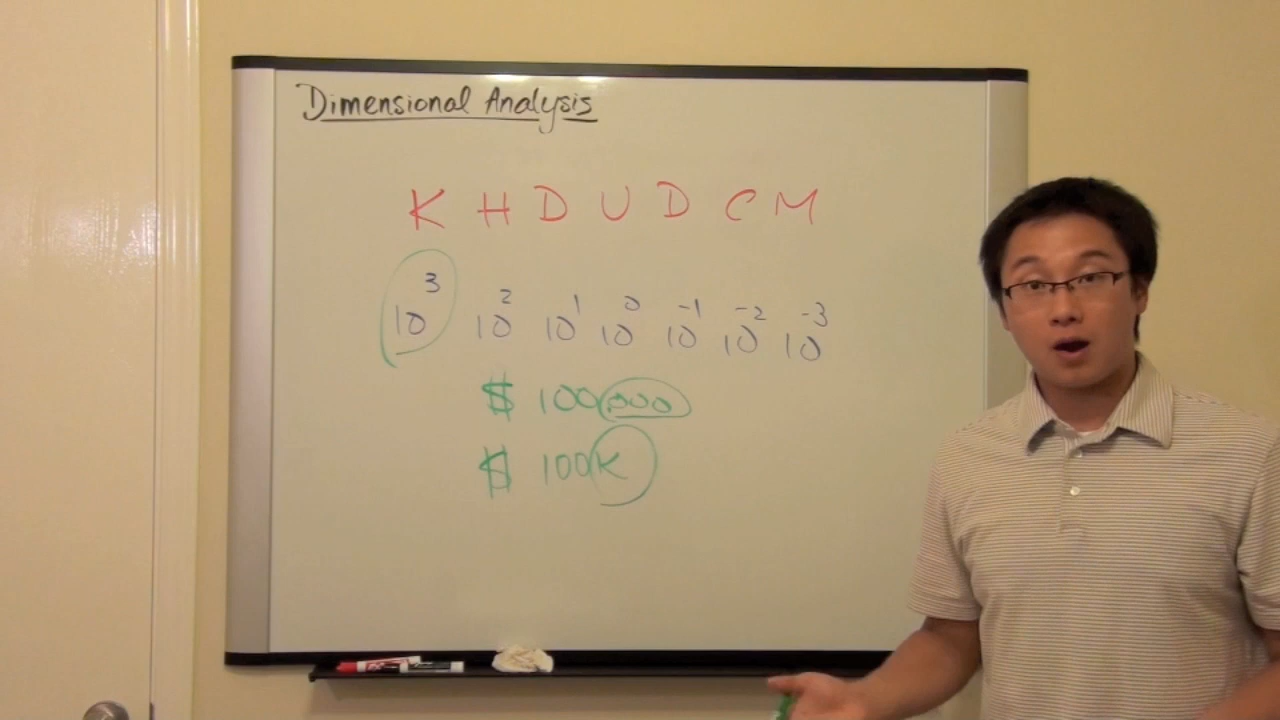 Dimensional Analysis
K H D U D C M
10³ 10² 10¹ 10⁰ 10⁻¹ 10⁻² 10⁻³
$ 100,000
$ 100K